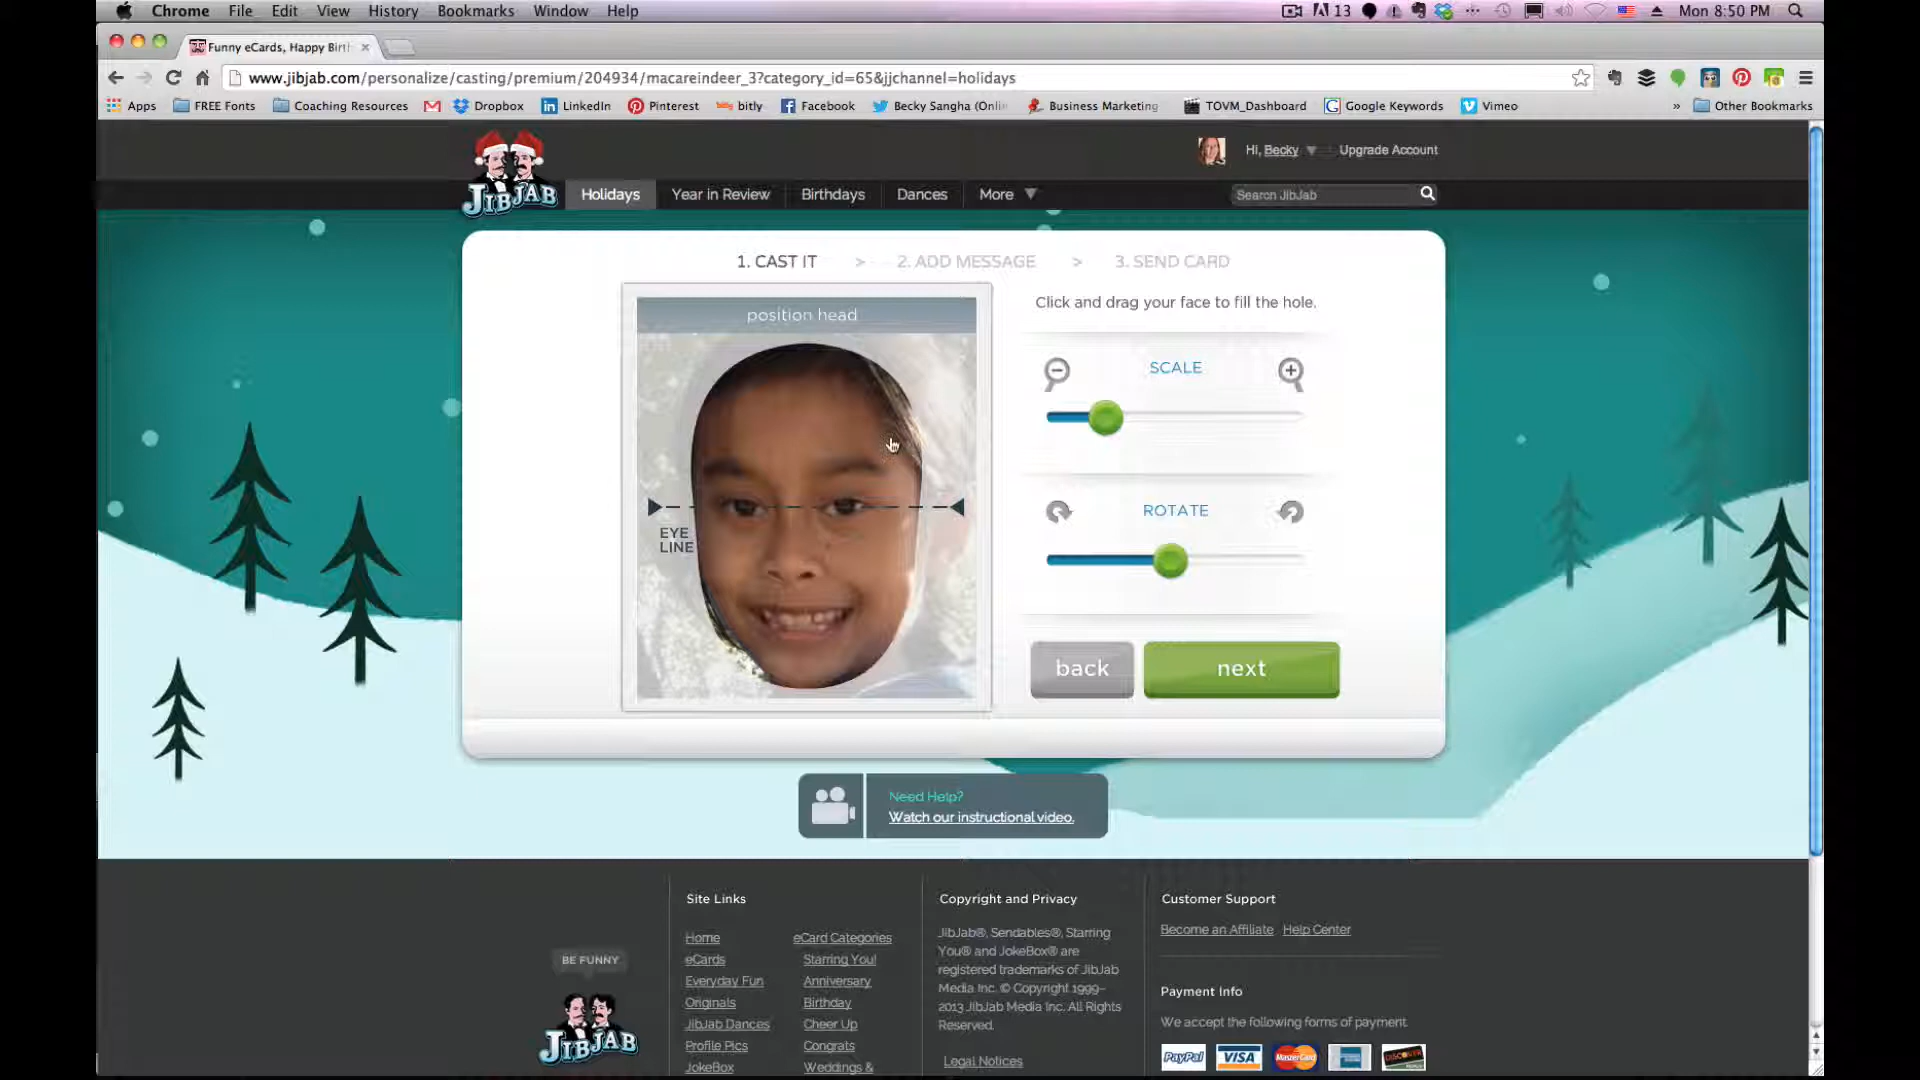 Chrome File Edit View History Bookmarks Window Help
13 Mon 8:50 PM
Funny eCards, Happy Birt
www.jibjab.com/personalize/casting/premium/204934/macareindeer_3?category_id=65&jjchannel=holidays
Apps FREE Fonts Coaching Resources Dropbox LinkedIn Pinterest bitly Facebook Becky Sangha (Onli Business Marketing TOVM_Dashboard Google Keywords Vimeo » Other Bookmarks
JIBJAB
Hi, Becky Upgrade Account
Holidays Year in Review Birthdays Dances More
Search JibJab
1. CAST IT > 2. ADD MESSAGE > 3. SEND CARD
position head
EYE
LINE
Click and drag your face to fill the hole.
SCALE
ROTATE
back next
Need Help?
Watch our instructional video.
BE FUNNY
JIBJAB
Site Links
Home
eCards
Everyday Fun
Originals
JibJab Dances
Profile Pics
JokeBox
eCard Categories
Starring You!
Anniversary
Birthday
Cheer Up
Congrats
Weddings &
Copyright and Privacy
JibJab®, Sendables®, Starring
You® and JokeBox® are
registered trademarks of JibJab
Media Inc. © Copyright 1999-
2013 JibJab Media Inc. All Rights
Reserved.
Legal Notices
Customer Support
Become an Affiliate Help Center
Payment Info
We accept the following forms of payment.
PayPal VISA MasterCard DISCOVER